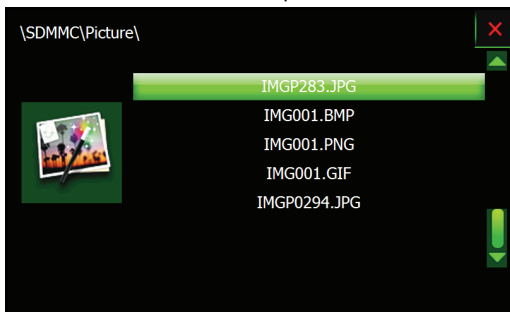 \SDMMC\Picture\
IMGP283.JPG
IMG001.BMP
IMG001.PNG
IMG001.GIF
IMGP0294.JPG